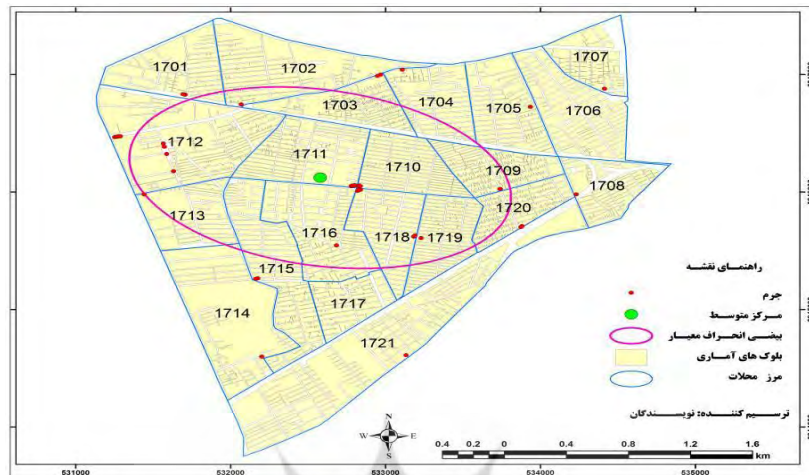 1707
1701
1702
1703
1704
1705
1706
1712
1711
1710
1709
1708
1713
1720
1716
1718
1719
1715
1714
1717
1721
راهنمای نقشه
جرم
مرکز متوسط
بیضی انحراف معیار
بلوک های آماری
مرز محلات
ترسیم کننده: نویسندگان
N
W E
S
0.4 0.2 0 0.4 0.8 1.2 1.6
km
531000 532000 533000 534000 535000